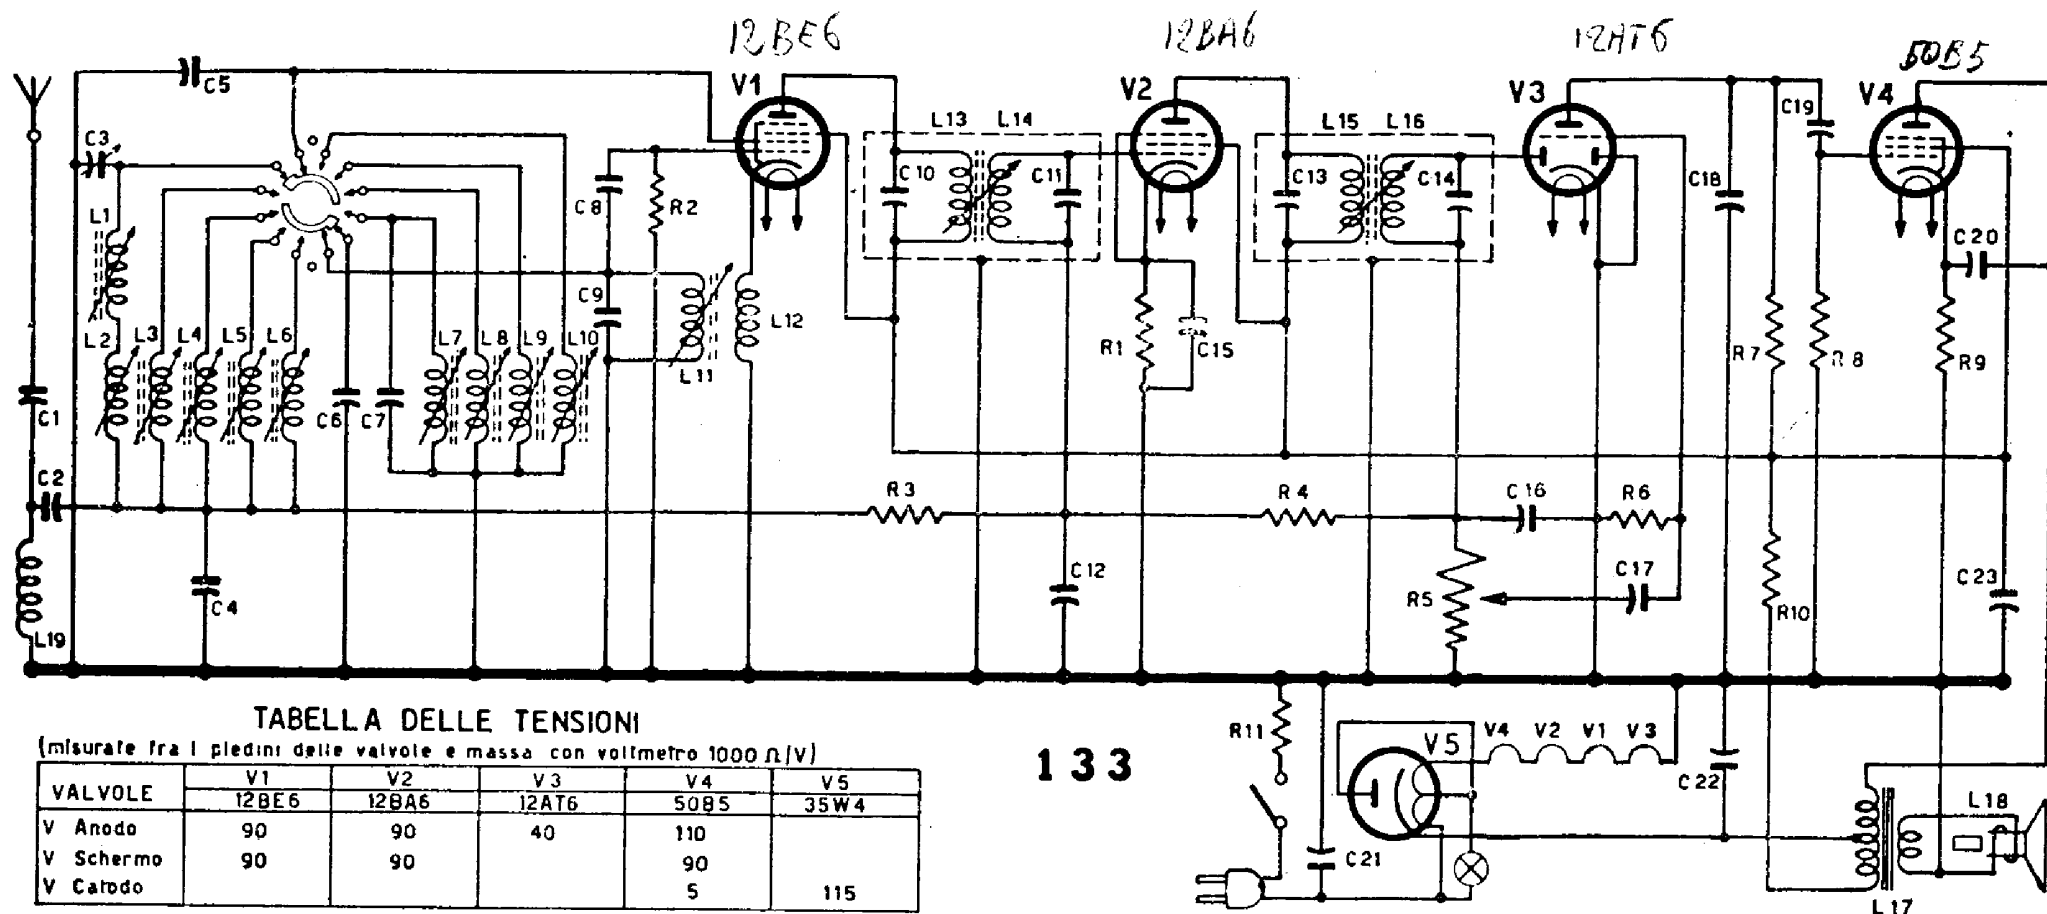 12BE6 12BA6 12AT6 50B5
V1 V2 V3 V4
C5 C19
C3 L13 L14 L15 L16
C10 C11 C13 C14 C18
C8 R2
L1 C20
C9 L12
L2 L3 L4 L5 L6 L7 L8 L9 L10
R1 C15 R7 R8 R9
L11
C1 C6 C7
C2 R3 R4 C16 R6
C12 C17 C23
C4 R5 R10
L19
TABELLA DELLE TENSIONI
(misurate fra i piedini delle valvole e massa con voltmetro 1000 Ω/V)
VALVOLE V1 V2 V3 V4 V5
12BE6 12BA6 12AT6 50B5 35W4
V Anodo 90 90 40 110
V Schermo 90 90 90
V Catodo 5 115
133
R11 V5 V4 V2 V1 V3
C22
L18
C21
L17